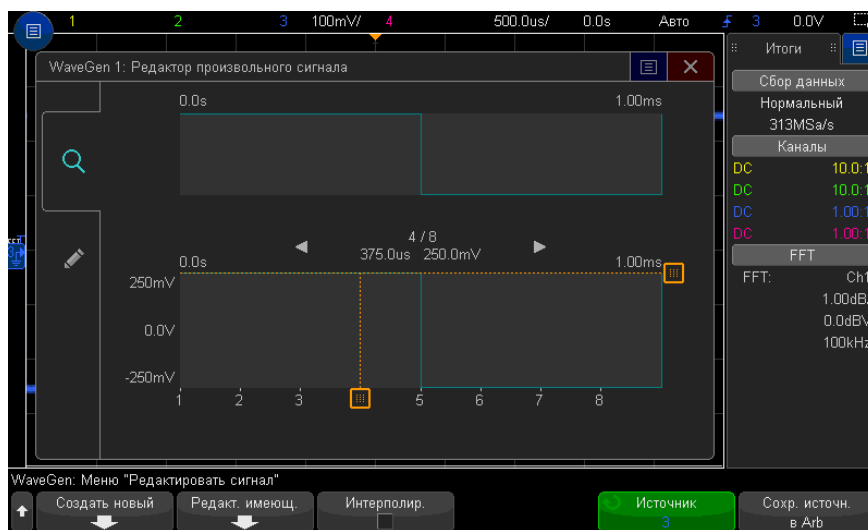 1 2 3 100mV/ 4 500.0us/ 0.0s Авто 3 0.0V
WaveGen 1: Редактор произвольного сигнала
0.0s 1.00ms
4 / 8
375.0us 250.0mV
0.0s 1.00ms
250mV
0.0V
-250mV
1 2 3 5 6 7 8
Итоги
Сбор данных
Нормальный
313MSa/s
Каналы
DC 10.0:1
DC 10.0:1
DC 1.00:1
DC 1.00:1
FFT
FFT: Ch1
1.00dB/
0.0dBV
100kHz
WaveGen: Меню "Редактировать сигнал"
Создать новый Редакт. имеющ. Интерполир. Источник Сохр. источн.
3 в Arb